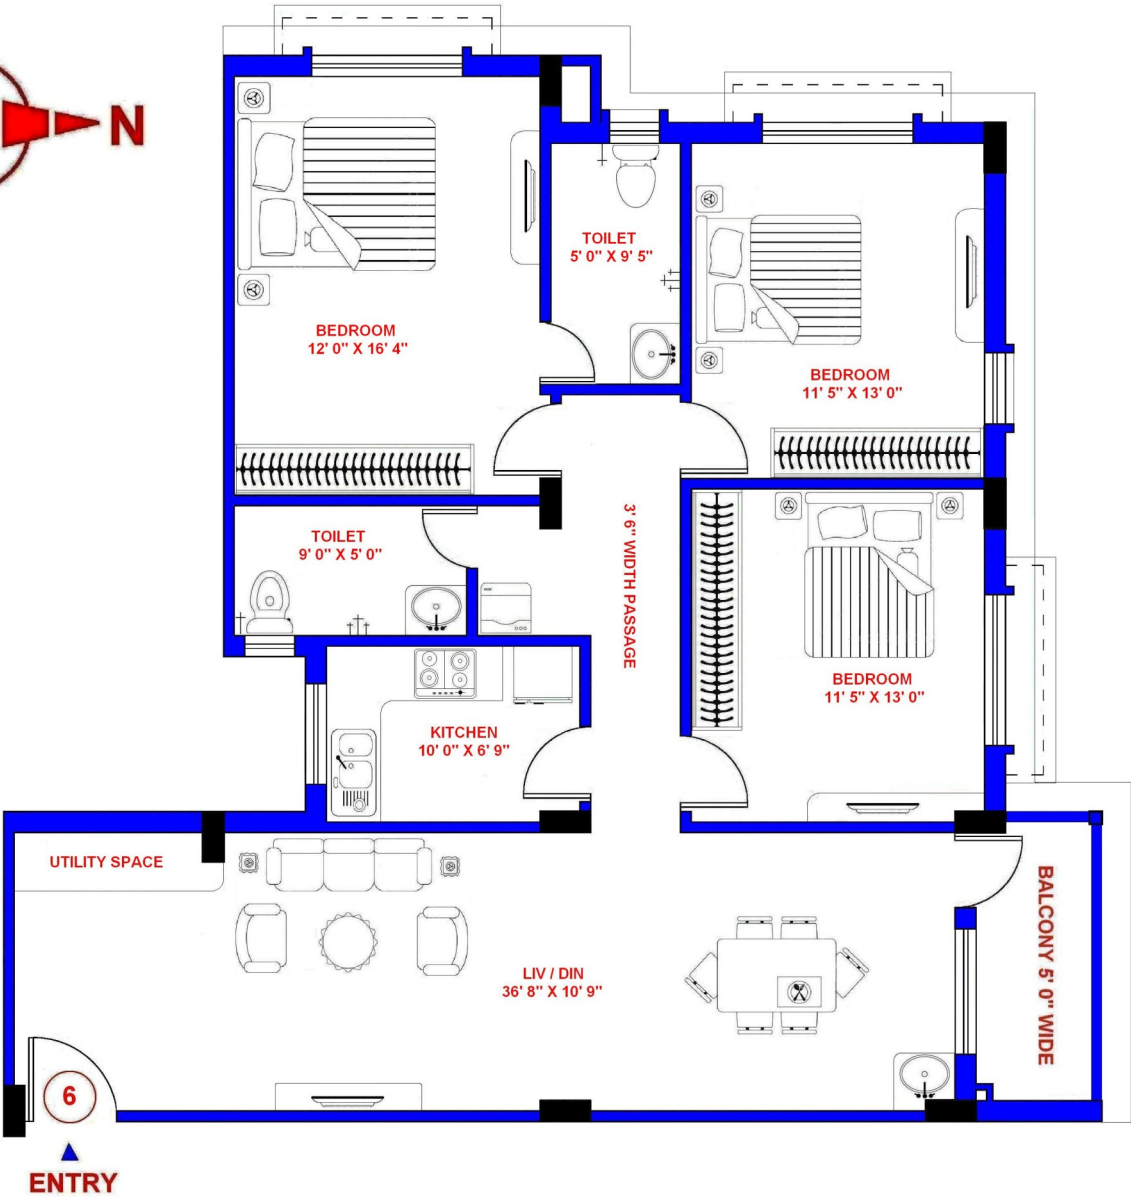 N
TOILET
5' 0" X 9' 5"
BEDROOM
12' 0" X 16' 4"
BEDROOM
11' 5" X 13' 0"
3' 6" WIDTH PASSAGE
TOILET
9' 0" X 5' 0"
BEDROOM
11' 5" X 13' 0"
KITCHEN
10' 0" X 6' 9"
UTILITY SPACE
BALCONY 5' 0" WIDE
LIV / DIN
36' 8" X 10' 9"
6
ENTRY